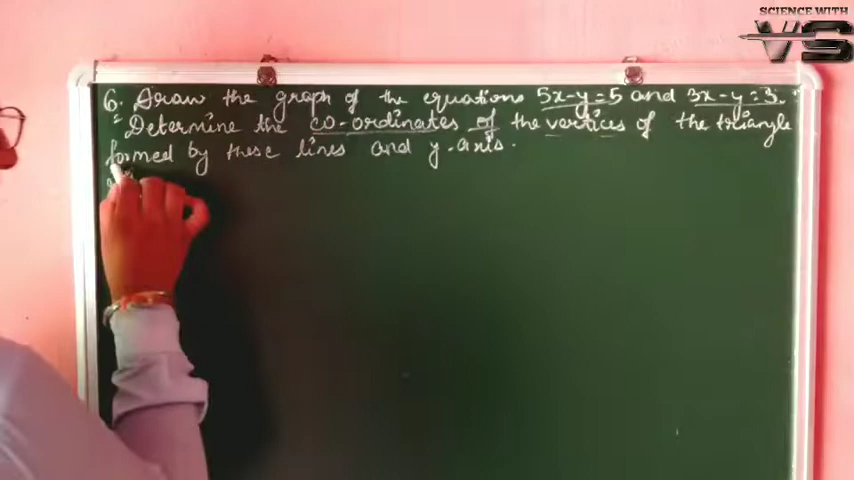 SCIENCE WITH
VS
6. Draw the graph of the equations 5x-y=5 and 3x-y=3.
Determine the co-ordinates of the vertices of the triangle
formed by these lines and y-axis.